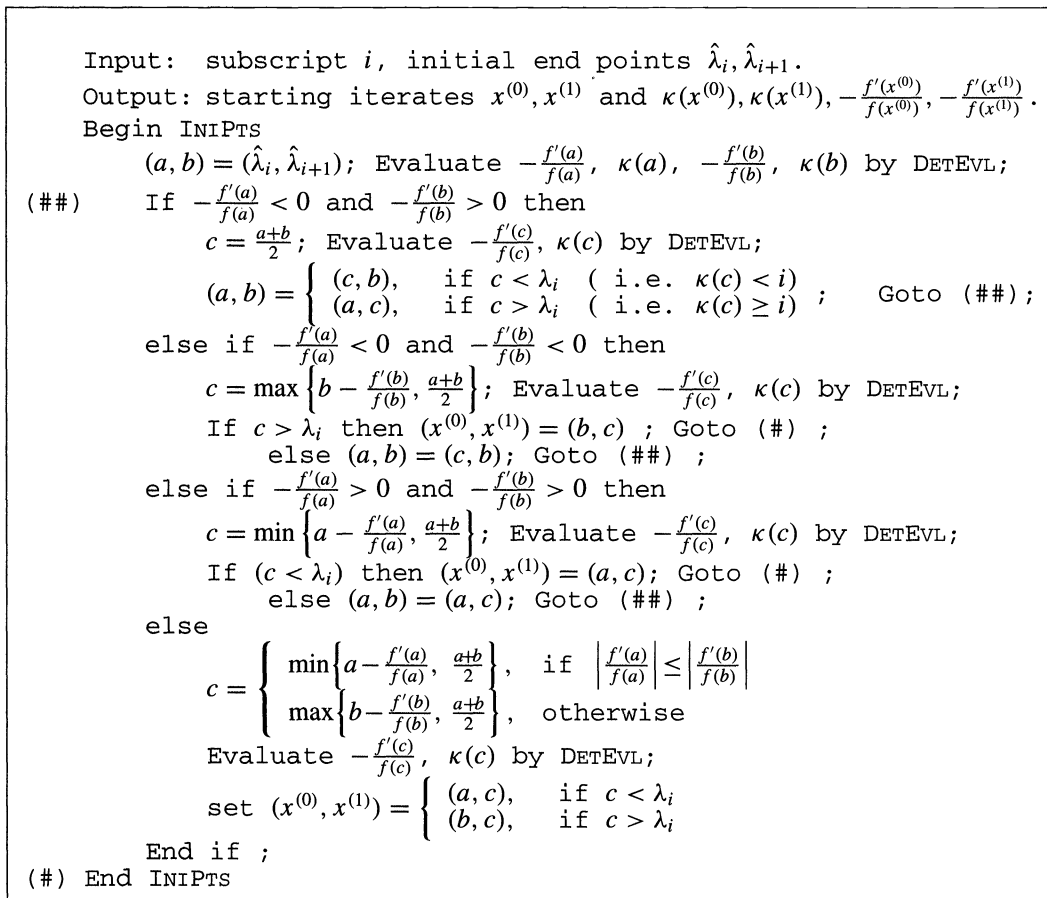 Input: subscript i, initial end points λ̂_i, λ̂_{i+1}.
Output: starting iterates x^{(0)}, x^{(1)} and κ(x^{(0)}), κ(x^{(1)}), −f'(x^{(0)})/f(x^{(0)}), −f'(x^{(1)})/f(x^{(1)}).
Begin INIPTS
(a, b) = (λ̂_i, λ̂_{i+1}); Evaluate −f'(a)/f(a), κ(a), −f'(b)/f(b), κ(b) by DETEVL;
(##) If −f'(a)/f(a) < 0 and −f'(b)/f(b) > 0 then
c = (a+b)/2; Evaluate −f'(c)/f(c), κ(c) by DETEVL;
(a, b) = { (c, b), if c < λ_i ( i.e. κ(c) < i)
(a, c), if c > λ_i ( i.e. κ(c) ≥ i) ; Goto (##);
else if −f'(a)/f(a) < 0 and −f'(b)/f(b) < 0 then
c = max { b − f'(b)/f(b), (a+b)/2 }; Evaluate −f'(c)/f(c), κ(c) by DETEVL;
If c > λ_i then (x^{(0)}, x^{(1)}) = (b, c) ; Goto (#) ;
else (a, b) = (c, b); Goto (##) ;
else if −f'(a)/f(a) > 0 and −f'(b)/f(b) > 0 then
c = min { a − f'(a)/f(a), (a+b)/2 }; Evaluate −f'(c)/f(c), κ(c) by DETEVL;
If (c < λ_i) then (x^{(0)}, x^{(1)}) = (a, c); Goto (#) ;
else (a, b) = (a, c); Goto (##) ;
else
c = { min{ a − f'(a)/f(a), (a+b)/2 }, if |f'(a)/f(a)| ≤ |f'(b)/f(b)|
max{ b − f'(b)/f(b), (a+b)/2 }, otherwise
Evaluate −f'(c)/f(c), κ(c) by DETEVL;
set (x^{(0)}, x^{(1)}) = { (a, c), if c < λ_i
(b, c), if c > λ_i
End if ;
(#) End INIPTS